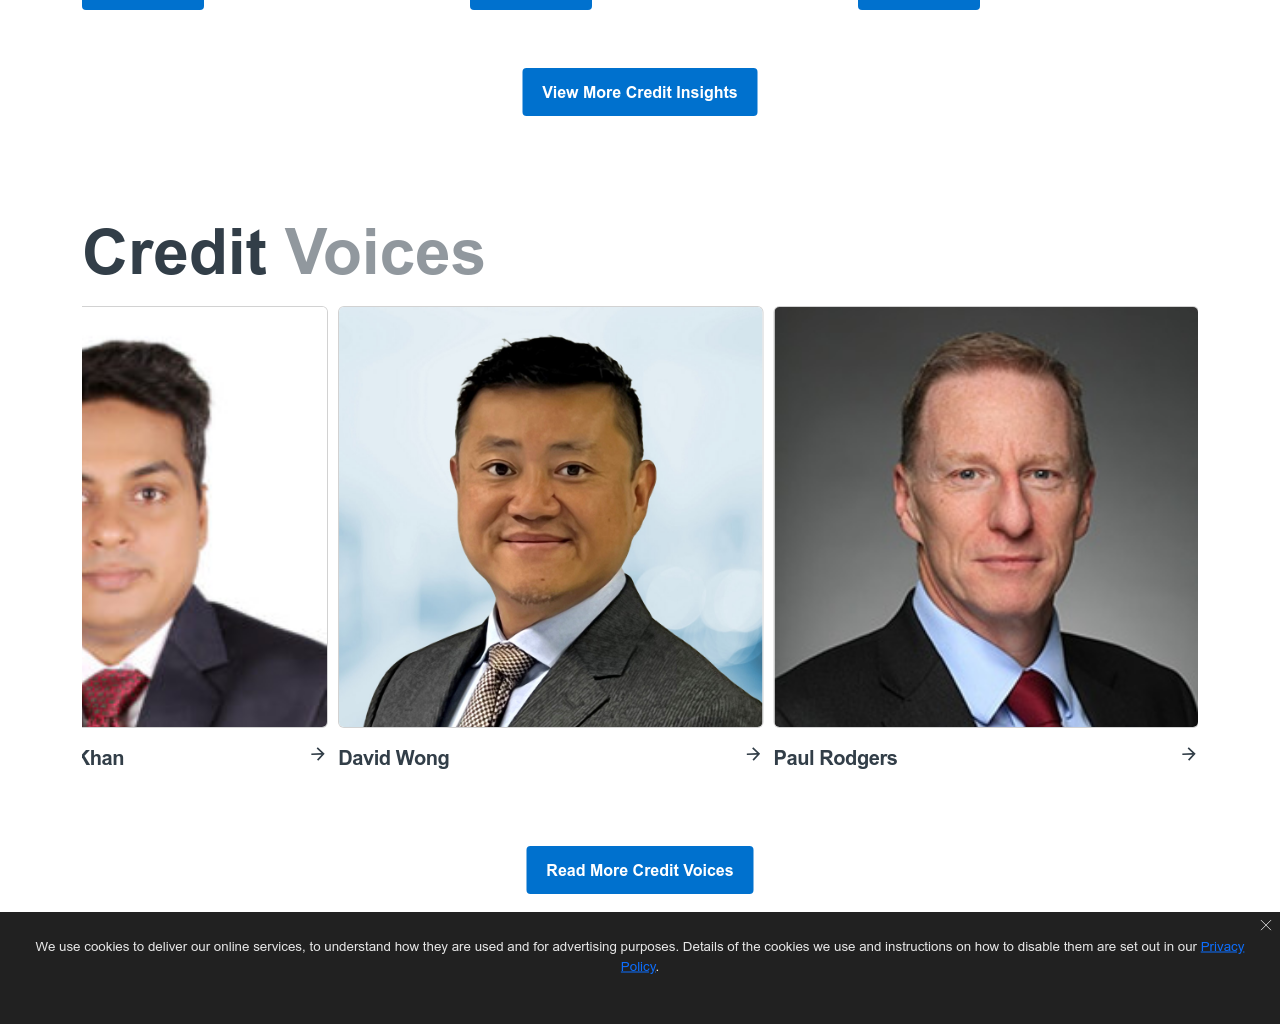 View More Credit Insights
Credit Voices
Khan
David Wong
Paul Rodgers
Read More Credit Voices
We use cookies to deliver our online services, to understand how they are used and for advertising purposes. Details of the cookies we use and instructions on how to disable them are set out in our Privacy
Policy.